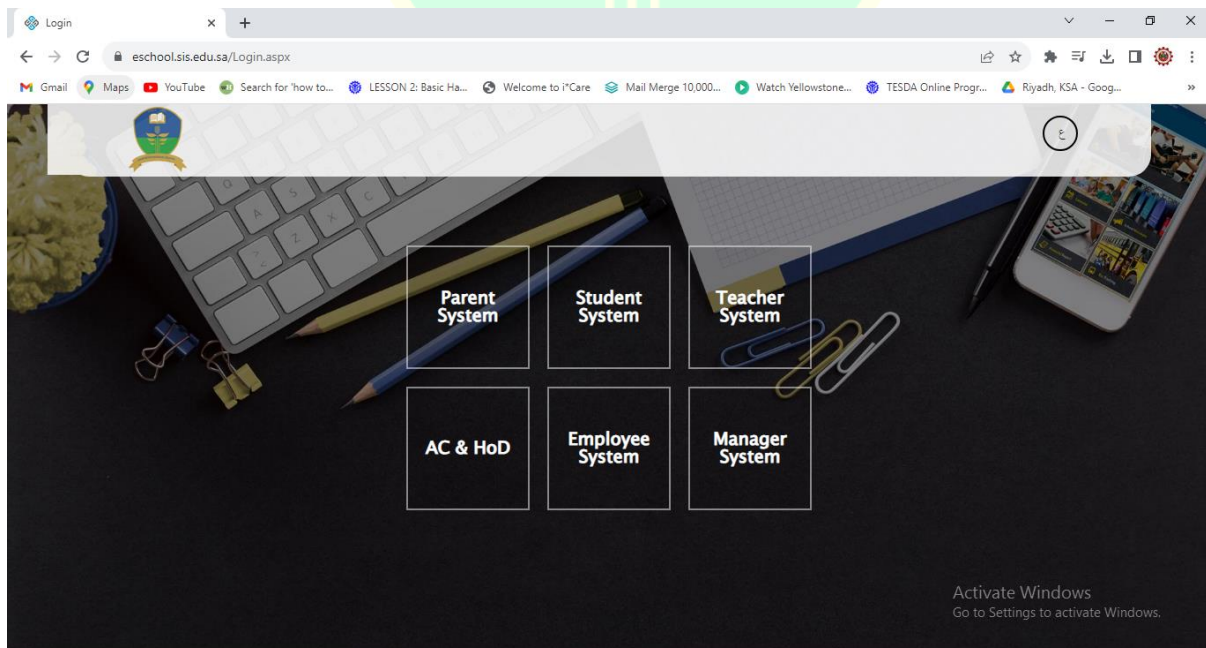 Login
eschool.sis.edu.sa/Login.aspx
Gmail Maps YouTube Search for 'how to... LESSON 2: Basic Ha... Welcome to i*Care Mail Merge 10,000... Watch Yellowstone... TESDA Online Progr... Riyadh, KSA - Goog... »
ع
Parent
System
Student
System
Teacher
System
AC & HoD
Employee
System
Manager
System
Activate Windows
Go to Settings to activate Windows.